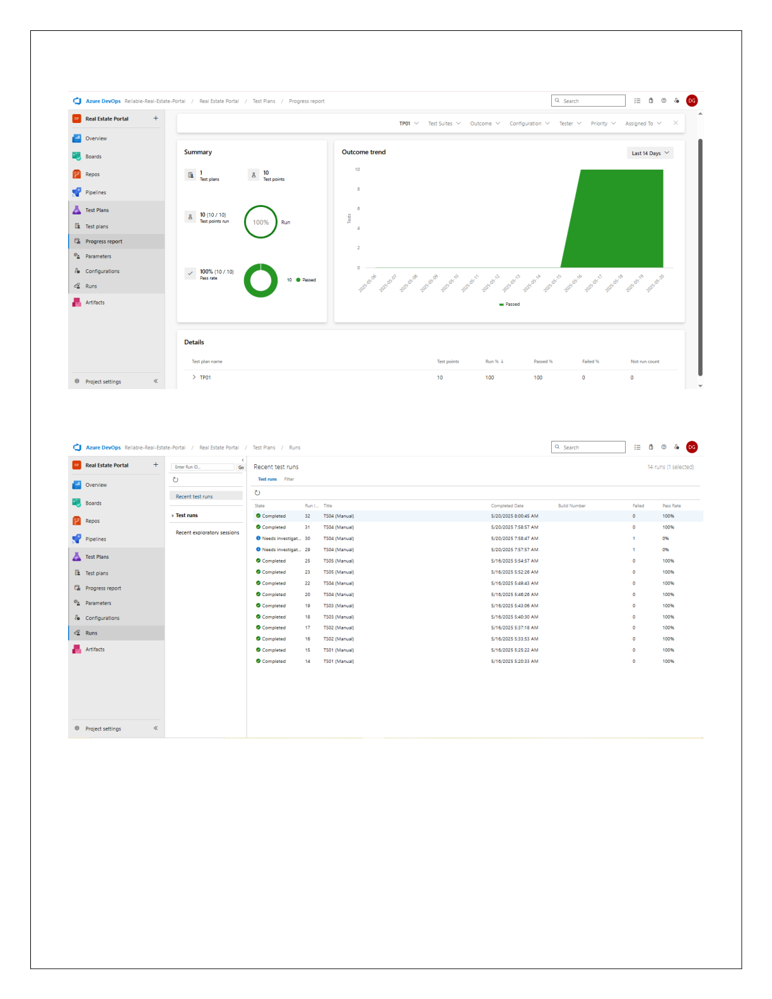 Azure DevOps Reliable-Real-Estate-Portal / Real Estate Portal / Test Plans / Progress report Search DG
RP Real Estate Portal +
Overview
Boards
Repos
Pipelines
Test Plans
Test plans
Progress report
Parameters
Configurations
Runs
Artifacts
Project settings
TP01 Test Suites Outcome Configuration Tester Priority Assigned To
Summary
1
Test plans
10
Test points
10 (10 / 10)
Test points run
100% Run
100% (10 / 10)
Pass rate
10 Passed
Outcome trend
Last 14 Days
10
8
6
4
2
0
Tests
2025-05-06 2025-05-07 2025-05-08 2025-05-09 2025-05-10 2025-05-11 2025-05-12 2025-05-13 2025-05-14 2025-05-15 2025-05-16 2025-05-17 2025-05-18 2025-05-19 2025-05-20
Passed
Details
Test plan name Test points Run % ↓ Passed % Failed % Not run count
TP01 10 100 100 0 0
Azure DevOps Reliable-Real-Estate-Portal / Real Estate Portal / Test Plans / Runs Search DG
RP Real Estate Portal +
Overview
Boards
Repos
Pipelines
Test Plans
Test plans
Progress report
Parameters
Configurations
Runs
Artifacts
Project settings
Enter Run ID... Go
Recent test runs
Test runs
Recent exploratory sessions
Recent test runs 14 runs (1 selected)
Test runs Filter
State Run I... Title Completed Date Build Number Failed Pass Rate
Completed 32 TS04 (Manual) 5/20/2025 8:00:45 AM 0 100%
Completed 31 TS04 (Manual) 5/20/2025 7:58:57 AM 0 100%
Needs investigat... 30 TS04 (Manual) 5/20/2025 7:58:47 AM 1 0%
Needs investigat... 29 TS04 (Manual) 5/20/2025 7:57:57 AM 1 0%
Completed 25 TS05 (Manual) 5/16/2025 5:54:57 AM 0 100%
Completed 23 TS05 (Manual) 5/16/2025 5:52:26 AM 0 100%
Completed 22 TS04 (Manual) 5/16/2025 5:49:43 AM 0 100%
Completed 20 TS04 (Manual) 5/16/2025 5:46:26 AM 0 100%
Completed 19 TS03 (Manual) 5/16/2025 5:43:06 AM 0 100%
Completed 18 TS03 (Manual) 5/16/2025 5:40:30 AM 0 100%
Completed 17 TS02 (Manual) 5/16/2025 5:37:18 AM 0 100%
Completed 16 TS02 (Manual) 5/16/2025 5:33:53 AM 0 100%
Completed 15 TS01 (Manual) 5/16/2025 5:25:22 AM 0 100%
Completed 14 TS01 (Manual) 5/16/2025 5:20:33 AM 0 100%